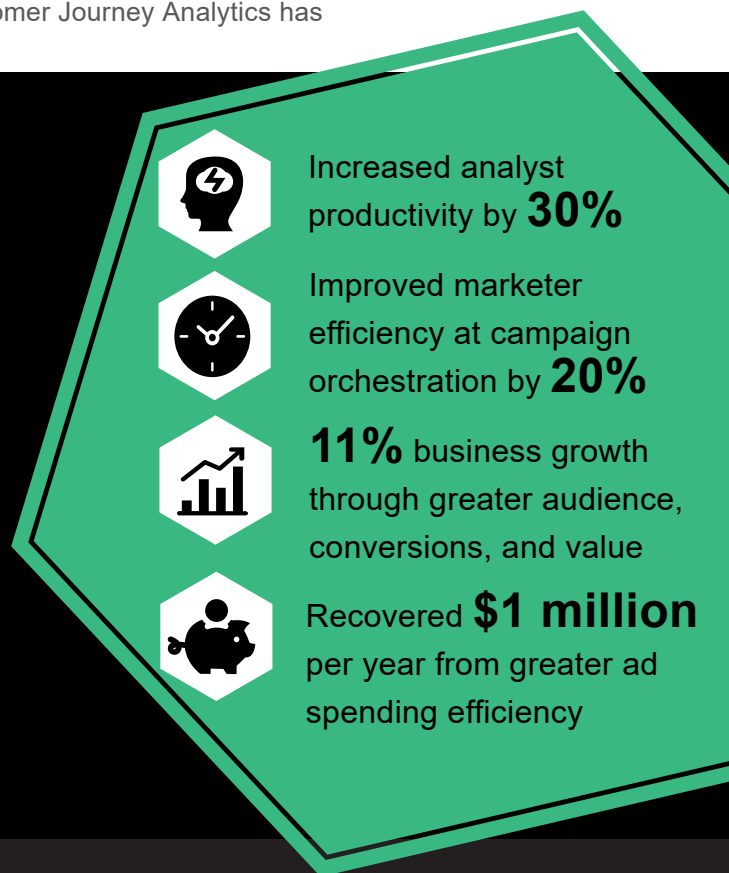 Journey Analytics has
Increased analyst
productivity by 30%
Improved marketer
efficiency at campaign
orchestration by 20%
11% business growth
through greater audience,
conversions, and value
Recovered $1 million
per year from greater ad
spending efficiency